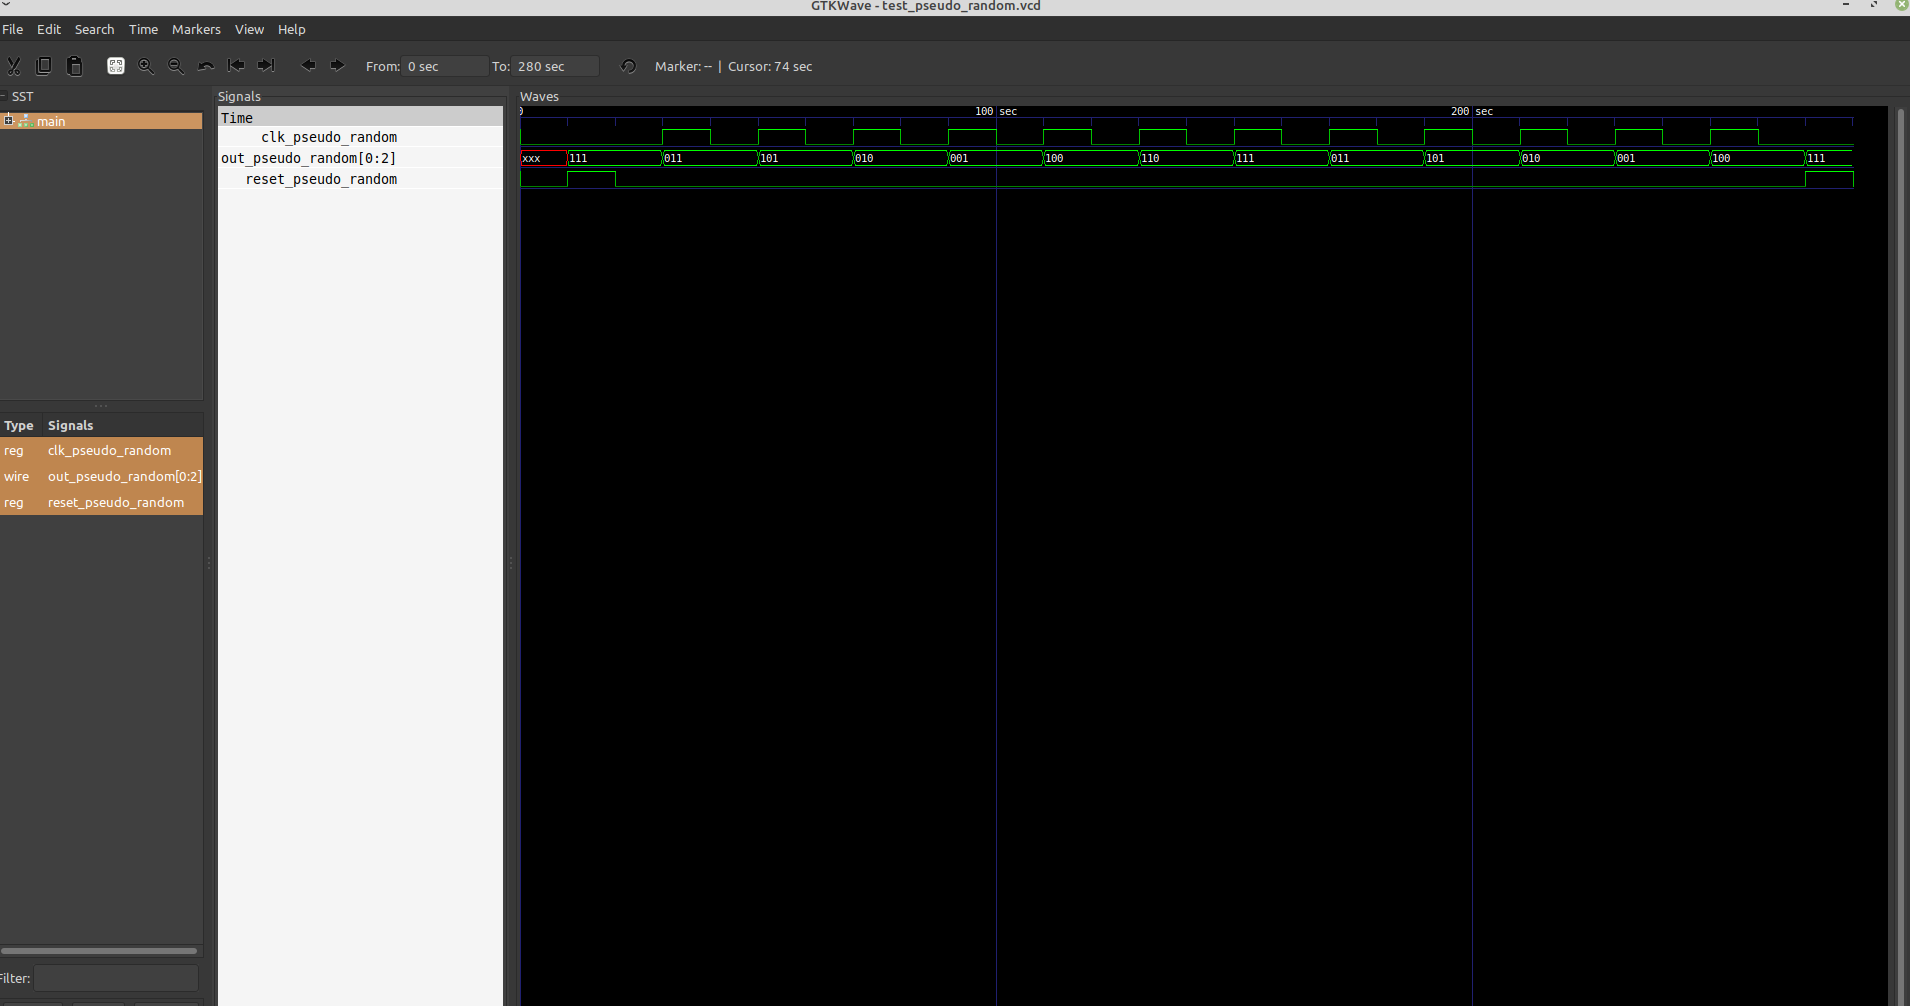 GTKWave - test_pseudo_random.vcd
File Edit Search Time Markers View Help
From: 0 sec To: 280 sec Marker: -- | Cursor: 74 sec
SST
main
Type Signals
reg clk_pseudo_random
wire out_pseudo_random[0:2]
reg reset_pseudo_random
Filter:
Signals
Time
clk_pseudo_random
out_pseudo_random[0:2]
reset_pseudo_random
Waves
0 100 sec 200 sec
xxx 111 011 101 010 001 100 110 111 011 101 010 001 100 111